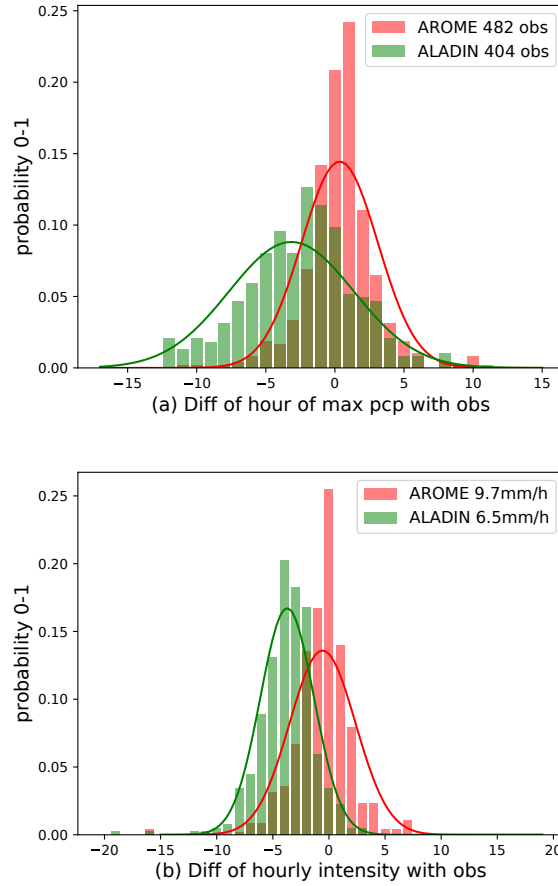 AROME 482 obs
ALADIN 404 obs
probability 0-1
0.25
0.20
0.15
0.10
0.05
0.00
−15 −10 −5 0 5 10 15
(a) Diff of hour of max pcp with obs
AROME 9.7mm/h
ALADIN 6.5mm/h
probability 0-1
0.25
0.20
0.15
0.10
0.05
0.00
−20 −15 −10 −5 0 5 10 15 20
(b) Diff of hourly intensity with obs